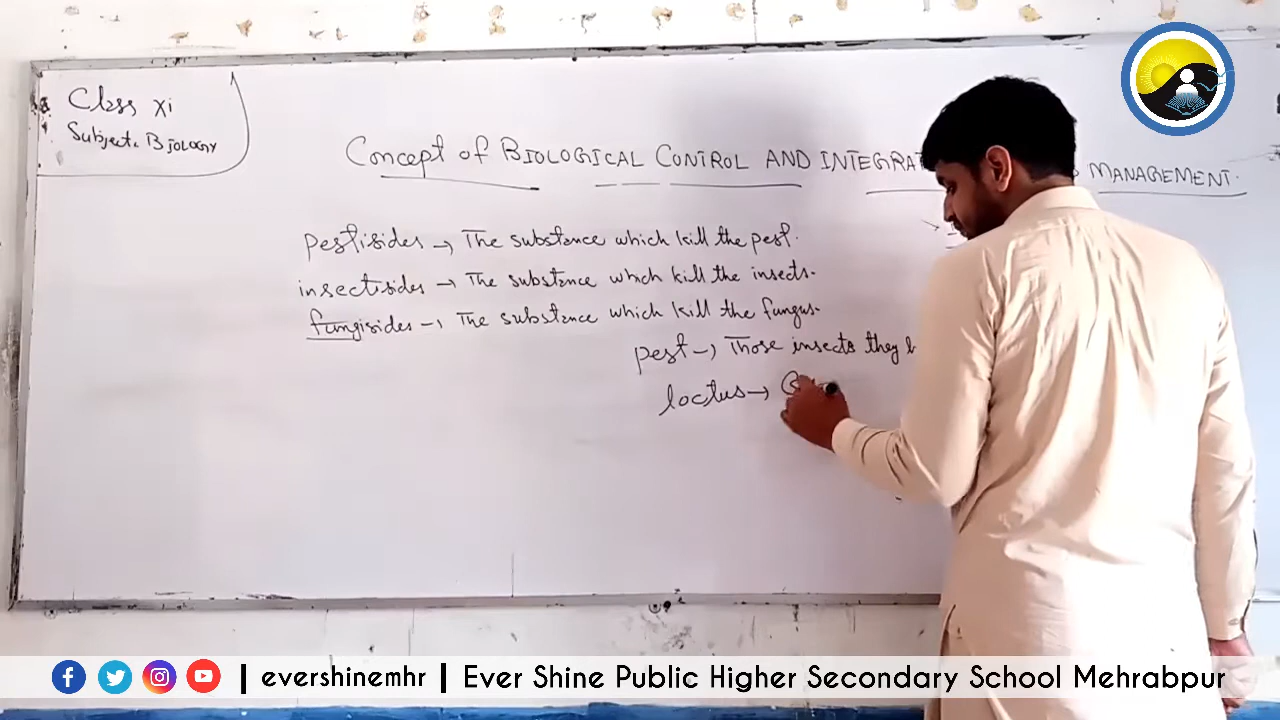 Class xi
Subject. BIOLOGY
Concept of BIOLOGICAL CONTROL AND INTEGRAT MANAGEMENT.
pestisides → The substance which kill the pest.
insectisides → The substance which kill the insects.
fungisides → The substance which kill the fungus.
pest → Those insects they
loctus →
| evershinemhr | Ever Shine Public Higher Secondary School Mehrabpur